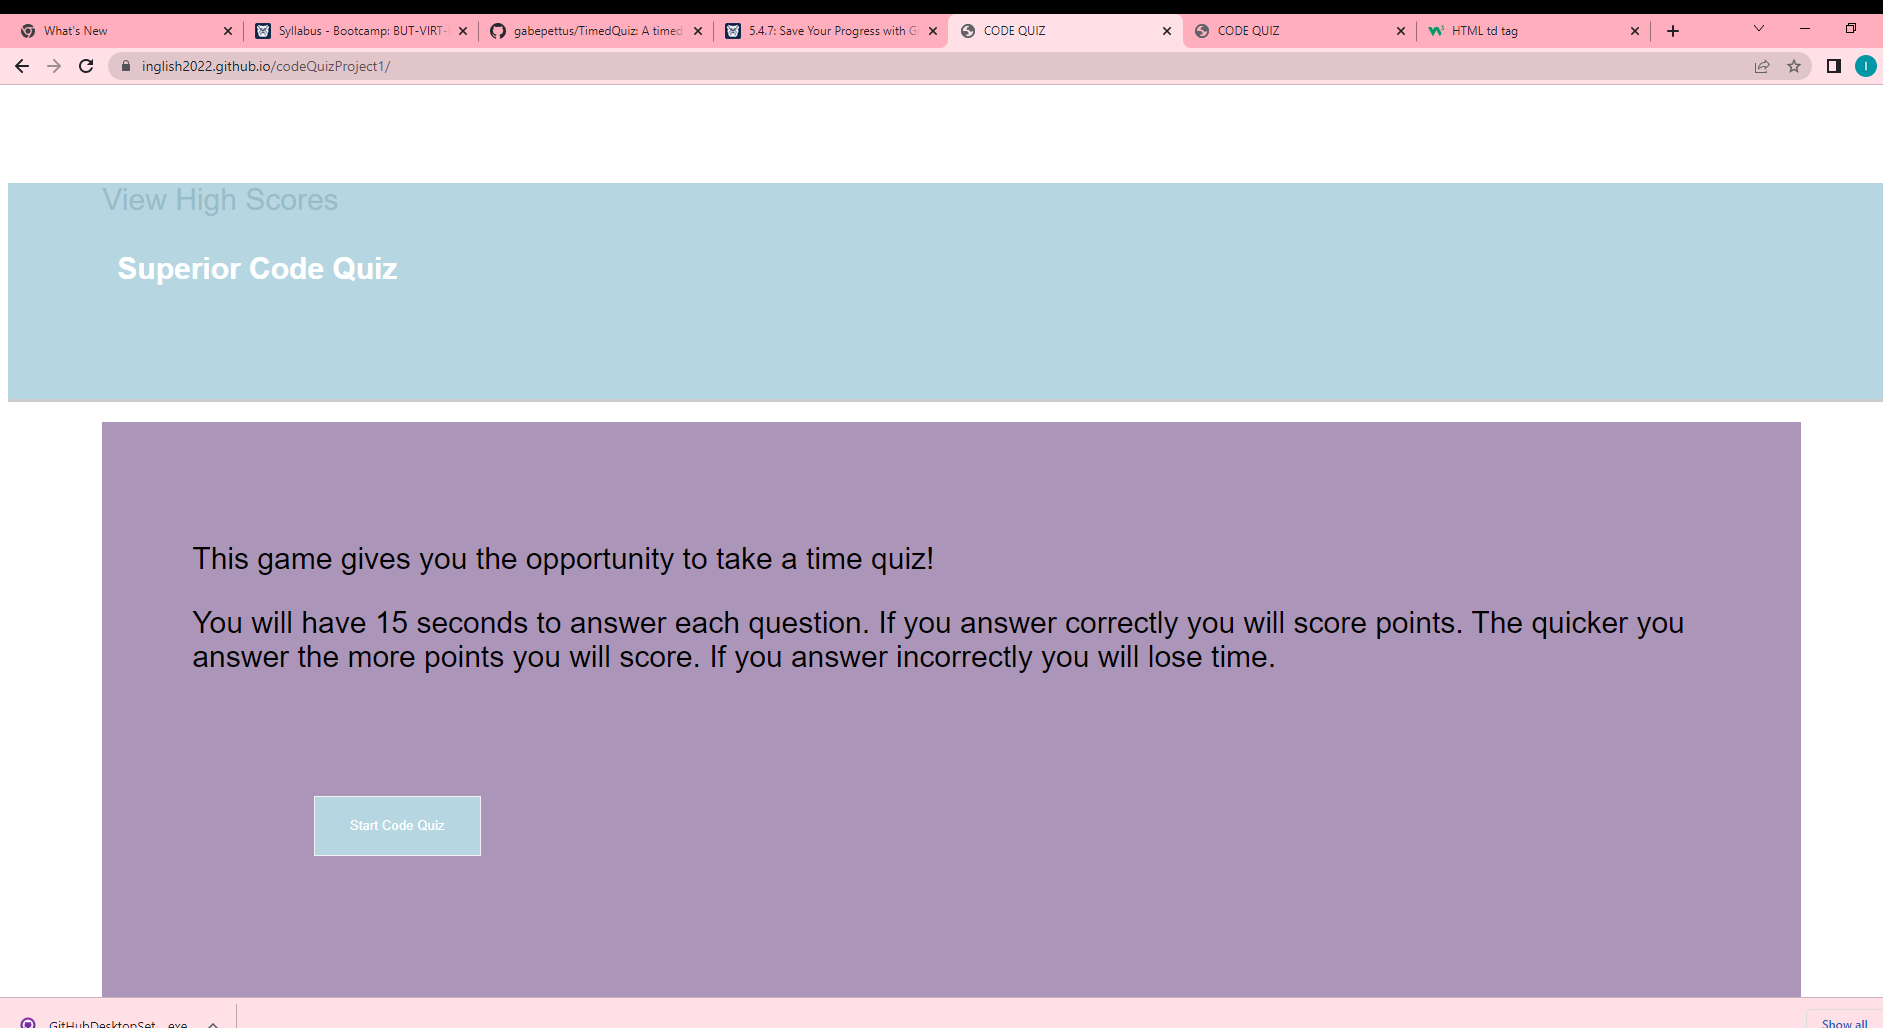 What's New
Syllabus - Bootcamp: BUT-VIRT-
gabepettus/TimedQuiz: A timed
5.4.7: Save Your Progress with G
CODE QUIZ
CODE QUIZ
HTML td tag
inglish2022.github.io/codeQuizProject1/
I
View High Scores
Superior Code Quiz
This game gives you the opportunity to take a time quiz!
You will have 15 seconds to answer each question. If you answer correctly you will score points. The quicker you
answer the more points you will score. If you answer incorrectly you will lose time.
Start Code Quiz
GitHubDesktopSet....exe
Show all